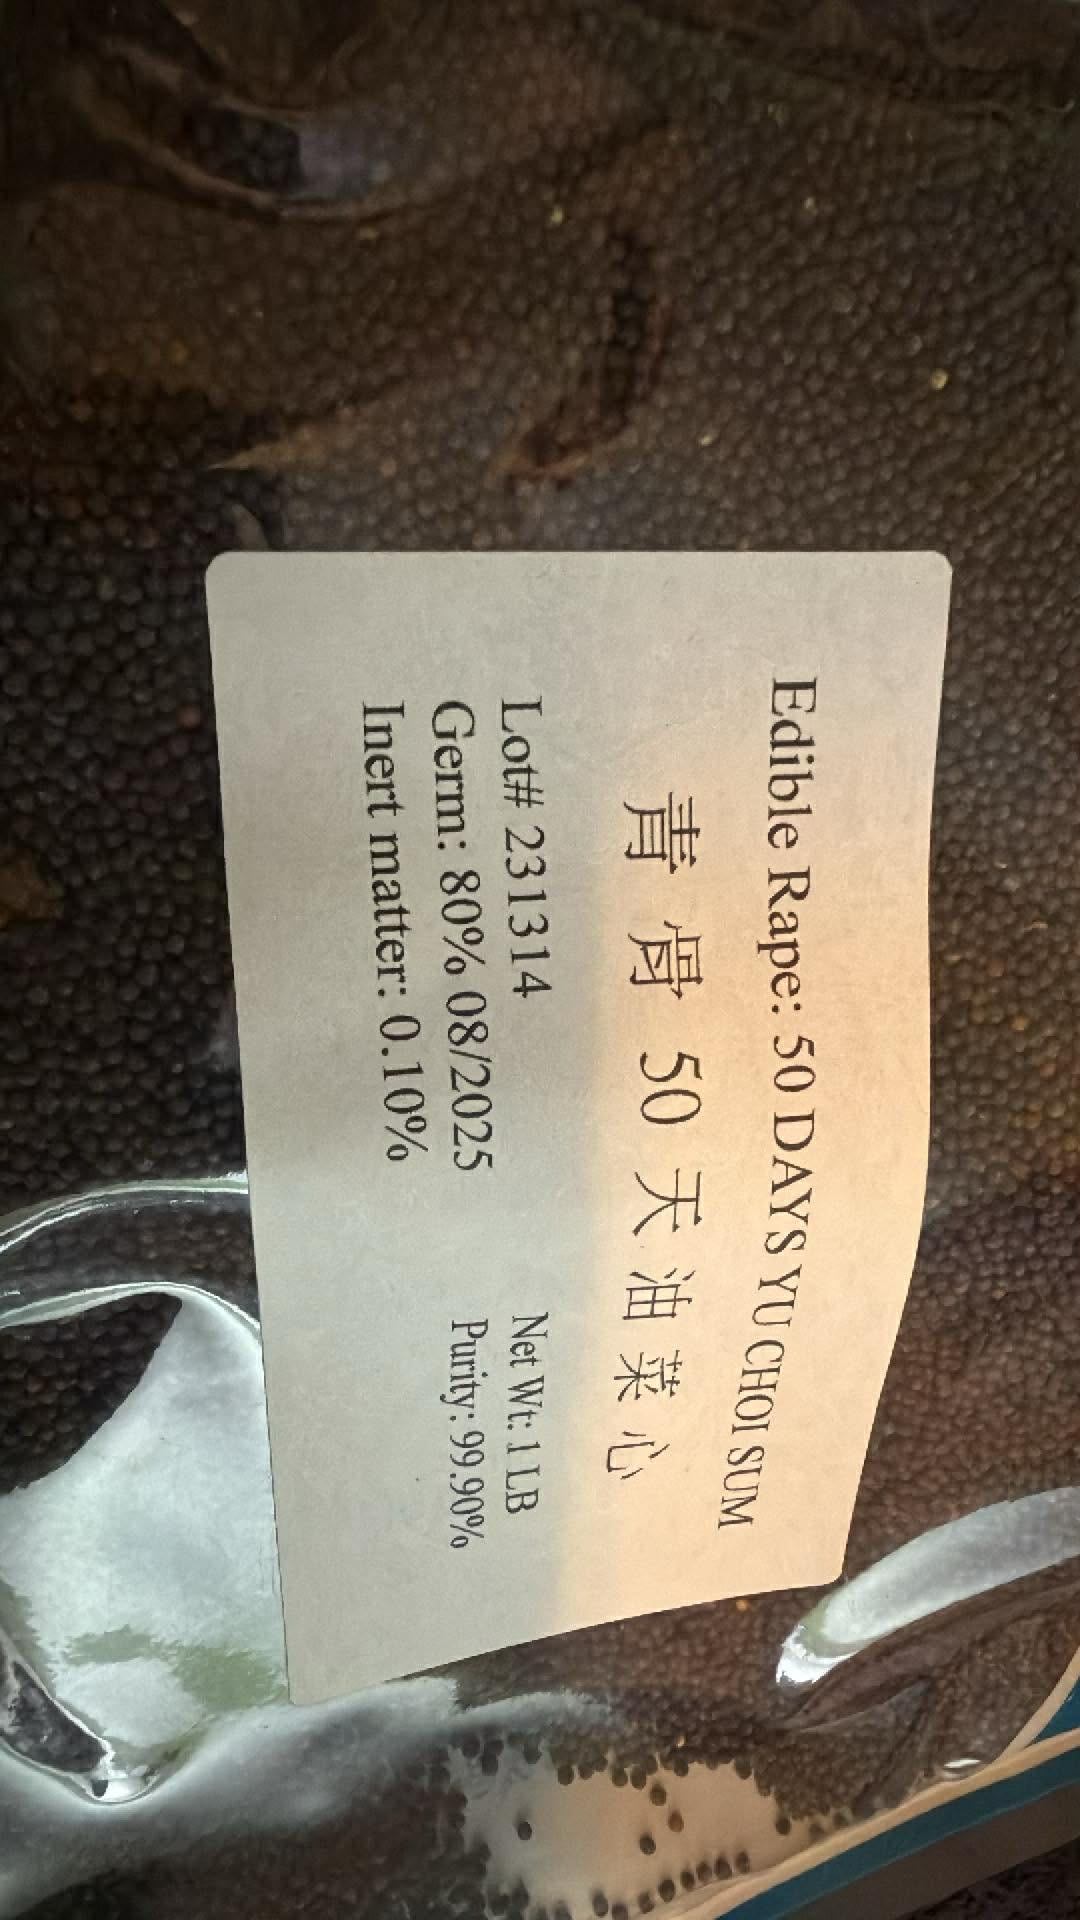 Edible Rape: 50 DAYS YU CHOI SUM
青骨 50 天油菜心
Lot# 231314 Net Wt: 1 LB
Germ: 80% 08/2025 Purity: 99.90%
Inert matter: 0.10%